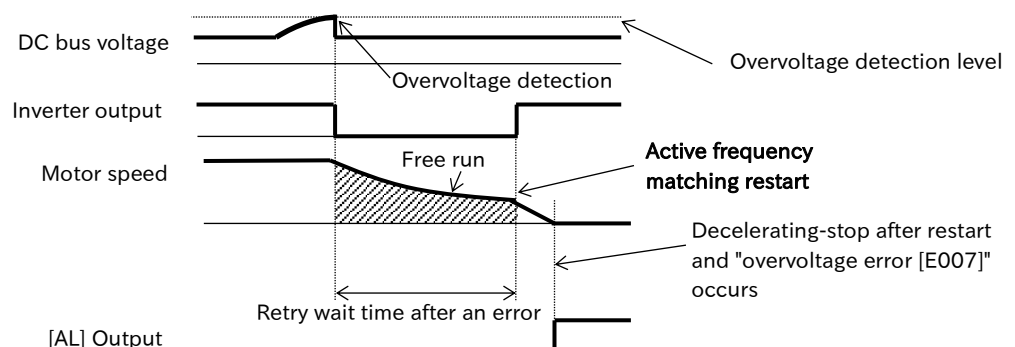 DC bus voltage
Overvoltage detection level
Overvoltage detection
Inverter output
Free run
Active frequency
matching restart
Motor speed
Decelerating-stop after restart
and "overvoltage error [E007]"
occurs
Retry wait time after an error
[AL] Output